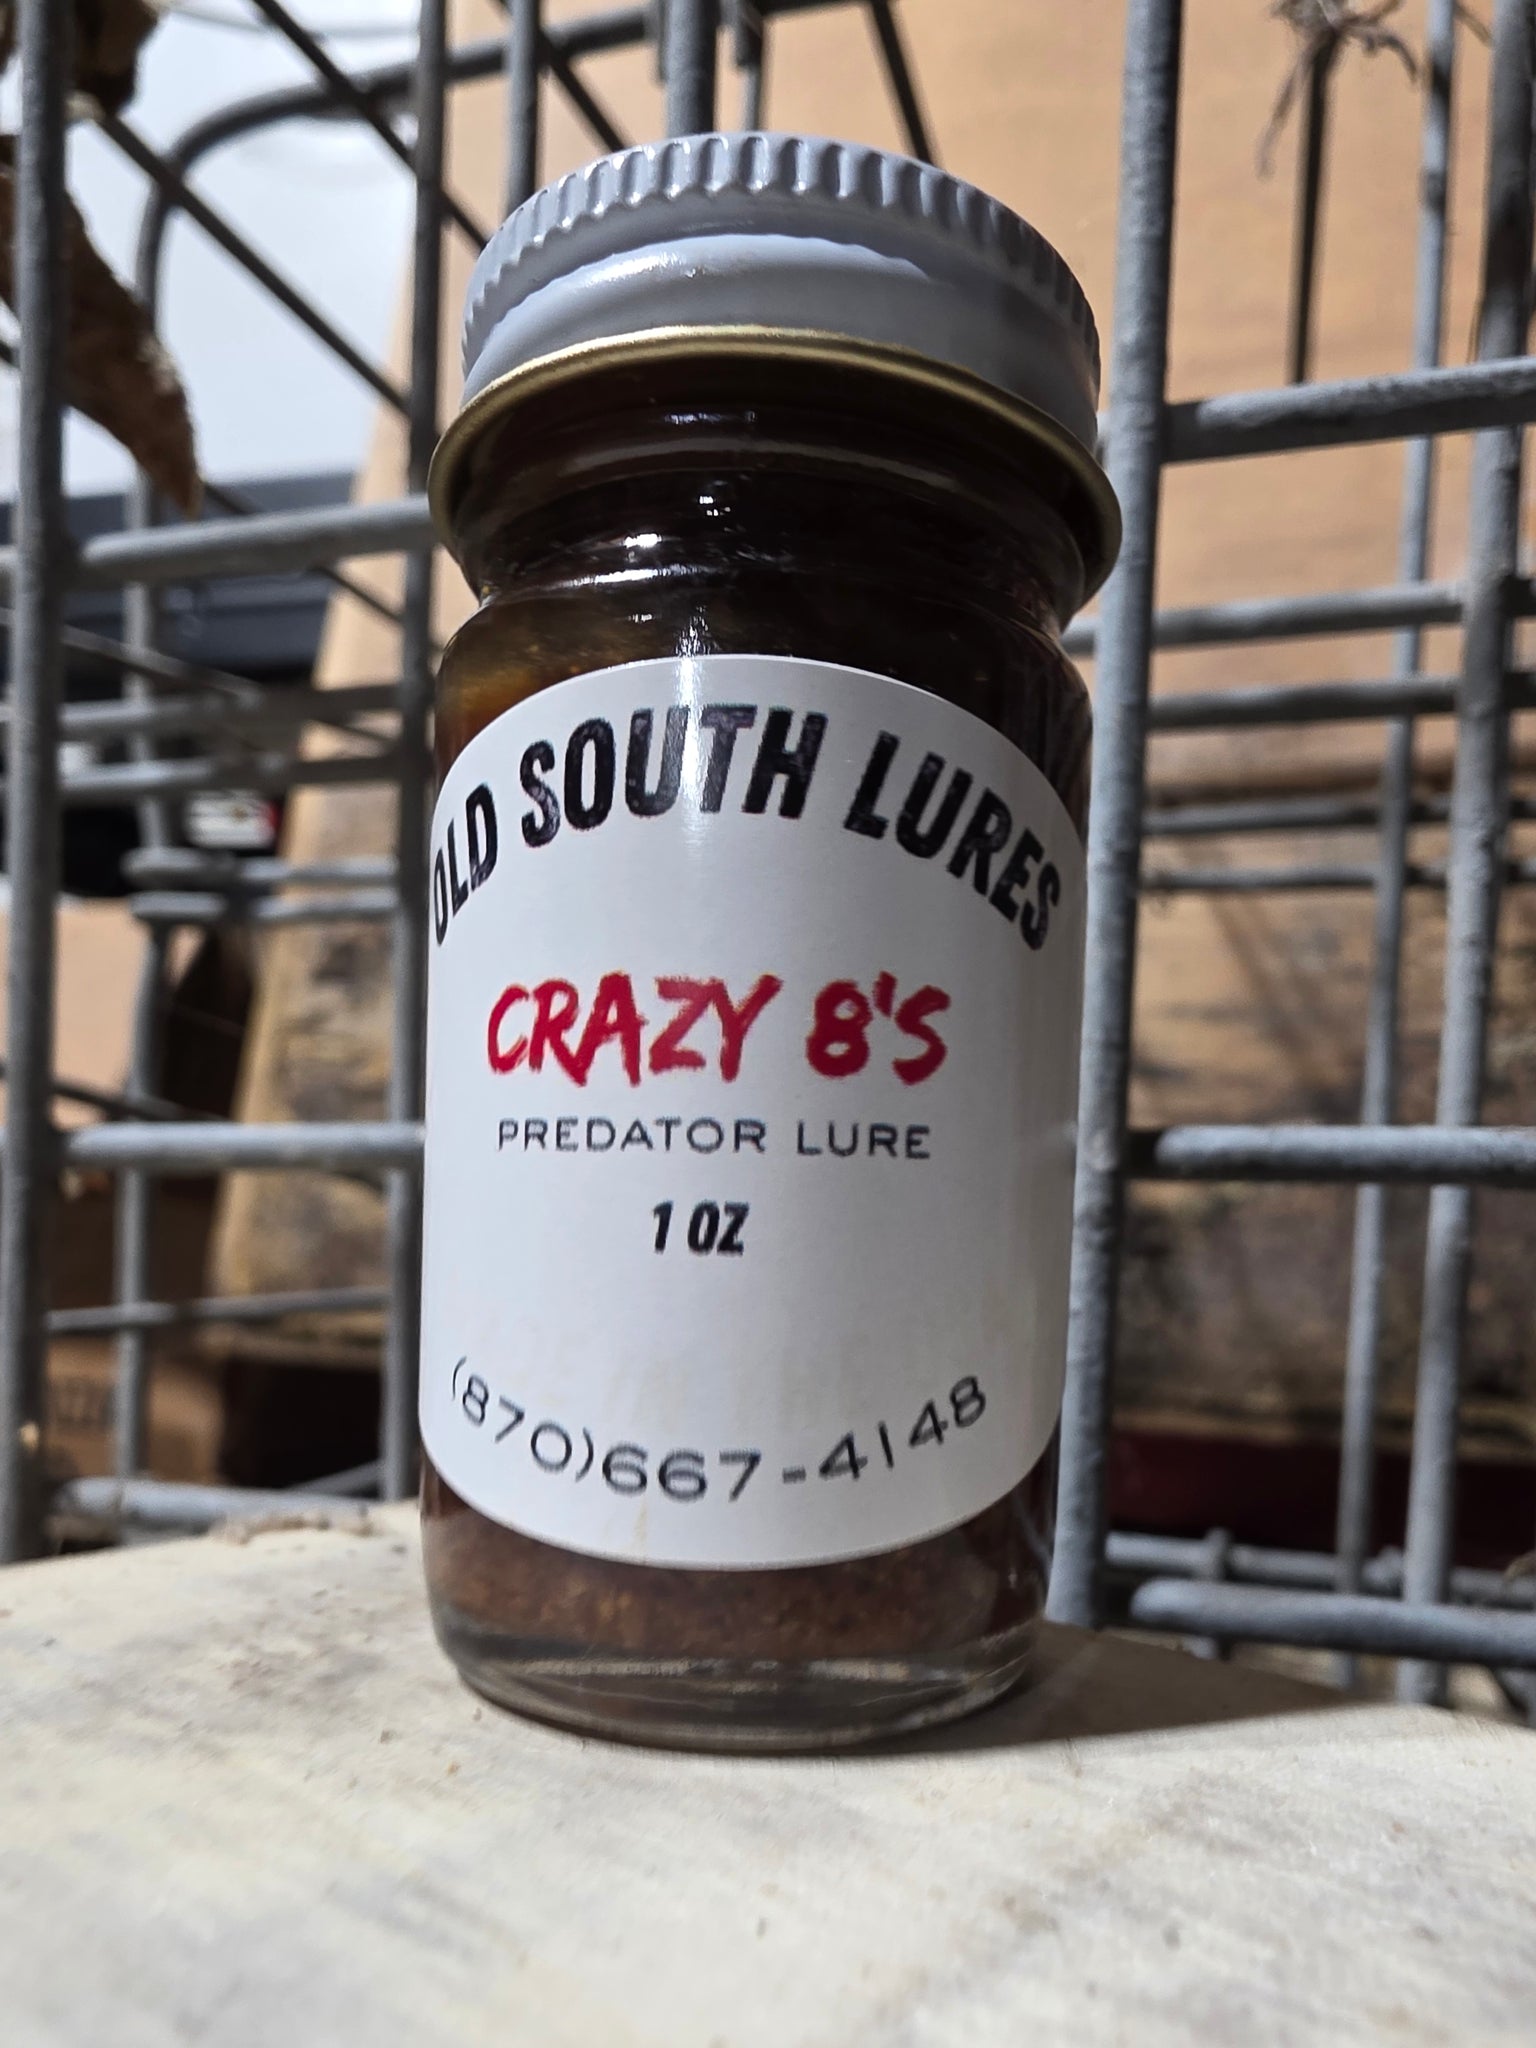 OLD SOUTH LURES
CRAZY 8'S
PREDATOR LURE
1 OZ
(870)667-4148